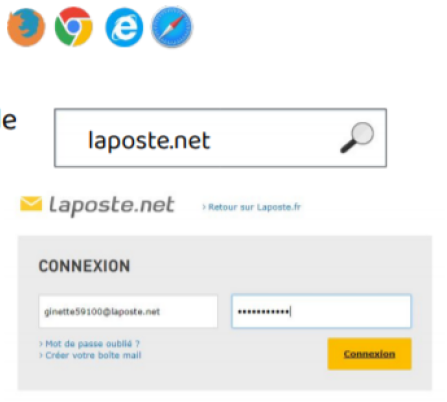 le
laposte.net
Laposte.net › Retour sur Laposte.fr
CONNEXION
ginette59100@laposte.net •••••••••••
› Mot de passe oublié ?
› Créer votre boîte mail
Connexion